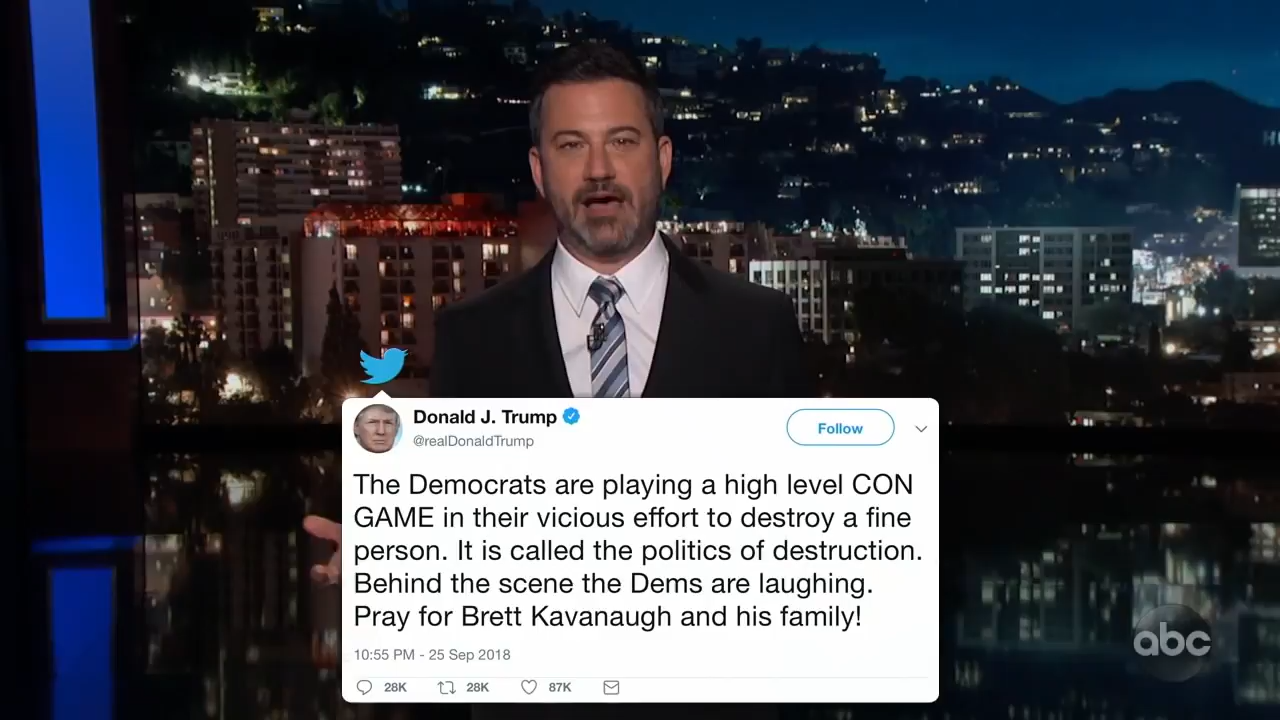 Donald J. Trump
@realDonaldTrump
Follow
The Democrats are playing a high level CON
GAME in their vicious effort to destroy a fine
person. It is called the politics of destruction.
Behind the scene the Dems are laughing.
Pray for Brett Kavanaugh and his family!
10:55 PM - 25 Sep 2018
28K 28K 87K
abc